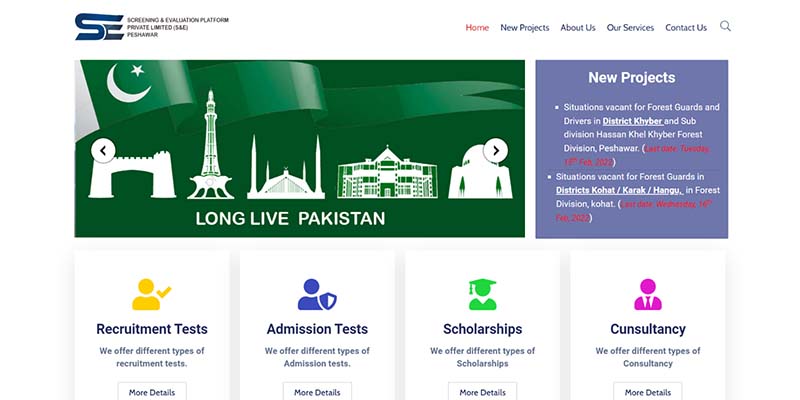 SCREENING & EVALUATION PLATFORM
PRIVATE LIMITED (S&E)
PESHAWAR
Home New Projects About Us Our Services Contact Us
LONG LIVE PAKISTAN
New Projects
Situations vacant for Forest Guards and
Drivers in District Khyber and Sub
division Hassan Khel Khyber Forest
Division, Peshawar. (Last date: Tuesday,
15th Feb, 2022)
Situations vacant for Forest Guards in
Districts Kohat / Karak / Hangu, in Forest
Division, kohat. (Last date: Wednesday, 16th
Feb, 2022)
Recruitment Tests
We offer different types of
recruitment tests.
More Details
Admission Tests
We offer different types of
Admission tests.
More Details
Scholarships
We offer different types of
Scholarships
More Details
Cunsultancy
We offer different types of
Consultancy
More Details